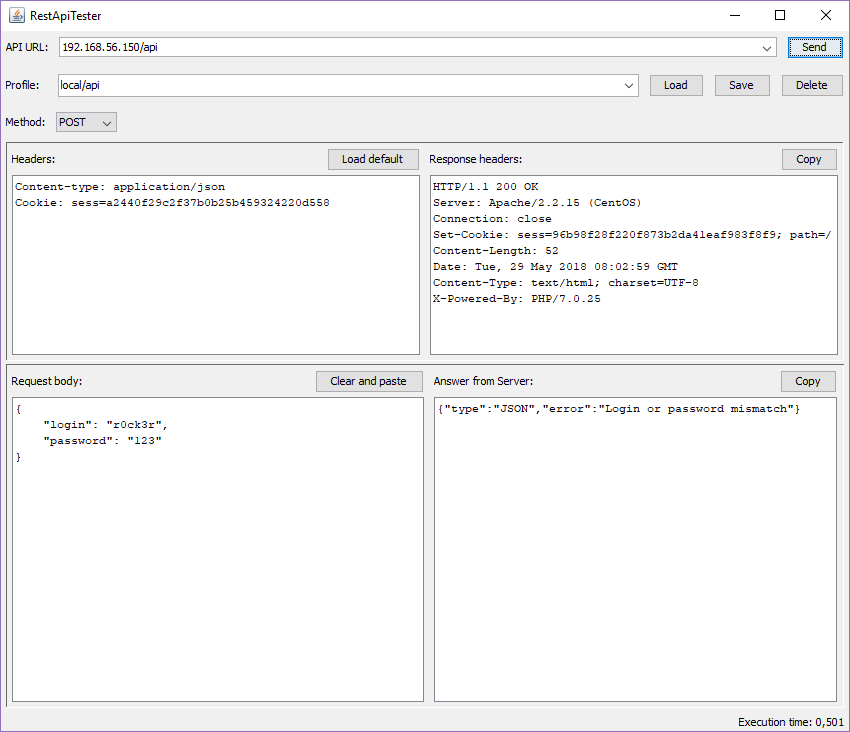 RestApiTester
API URL: 192.168.56.150/api Send
Profile: local/api Load Save Delete
Method: POST
Headers: Load default
Content-type: application/json
Cookie: sess=a2440f29c2f37b0b25b459324220d558
Response headers: Copy
HTTP/1.1 200 OK
Server: Apache/2.2.15 (CentOS)
Connection: close
Set-Cookie: sess=96b98f28f220f873b2da41eaf983f8f9; path=/
Content-Length: 52
Date: Tue, 29 May 2018 08:02:59 GMT
Content-Type: text/html; charset=UTF-8
X-Powered-By: PHP/7.0.25
Request body: Clear and paste
{
    "login": "r0ck3r",
    "password": "123"
}
Answer from Server: Copy
{"type":"JSON","error":"Login or password mismatch"}
Execution time: 0,501